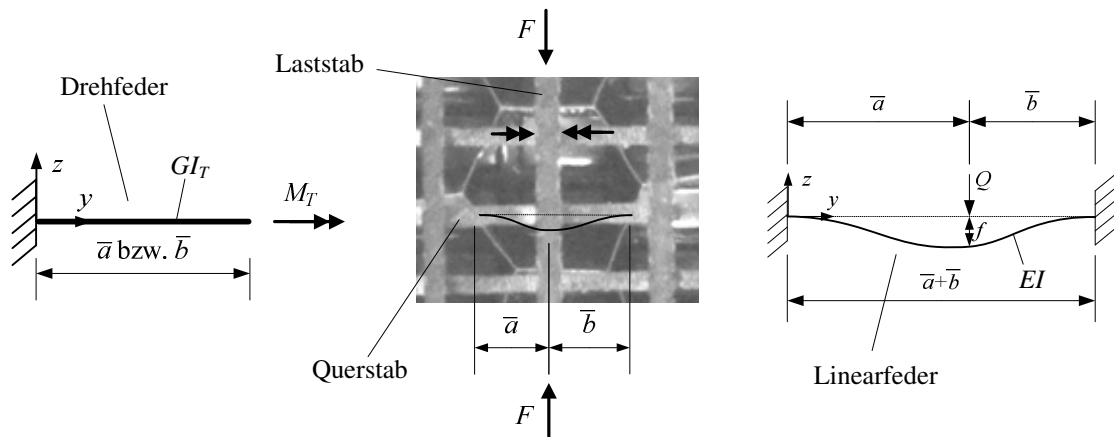 Drehfeder
z
GI_T
y
M_T
a̅ bzw. b̅
F
Laststab
a̅
b̅
Querstab
F
a̅
b̅
z
Q
y
f
EI
a̅+b̅
Linearfeder